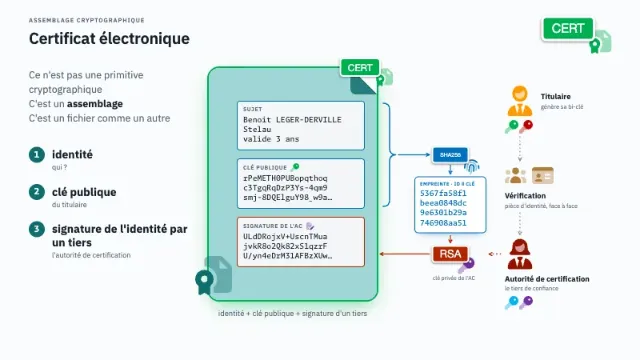 ASSEMBLAGE CRYPTOGRAPHIQUE
Certificat électronique
CERT
Ce n'est pas une primitive
cryptographique
C'est un assemblage
C'est un fichier comme un autre
1 identité
qui ?
2 clé publique
du titulaire
3 signature de l'identité par
un tiers
l'autorité de certification
CERT
SUJET
Benoit LEGER-DERVILLE
Stelau
valide 3 ans
CLÉ PUBLIQUE
zPeMETH0PUBopqthoq
c3TgqRqDzP3Ys-4qm9
smj-8DQElguY98_w9a…
SIGNATURE DE L'AC
ULdDRojxV+UscnTMua
jvkR8o2Qk82xS1qzrF
U/yn4eDzM31AFBzXUw…
identité + clé publique + signature d'un tiers
SHA256
EMPREINTE · ID À CLÉ
5367fa58f1
beea0848dc
9e6301b29a
746908aa51
RSA
clé privée de l'AC
Titulaire
génère sa bi-clé
Vérification
pièce d'identité, face à face
Autorité de certification
le tiers de confiance